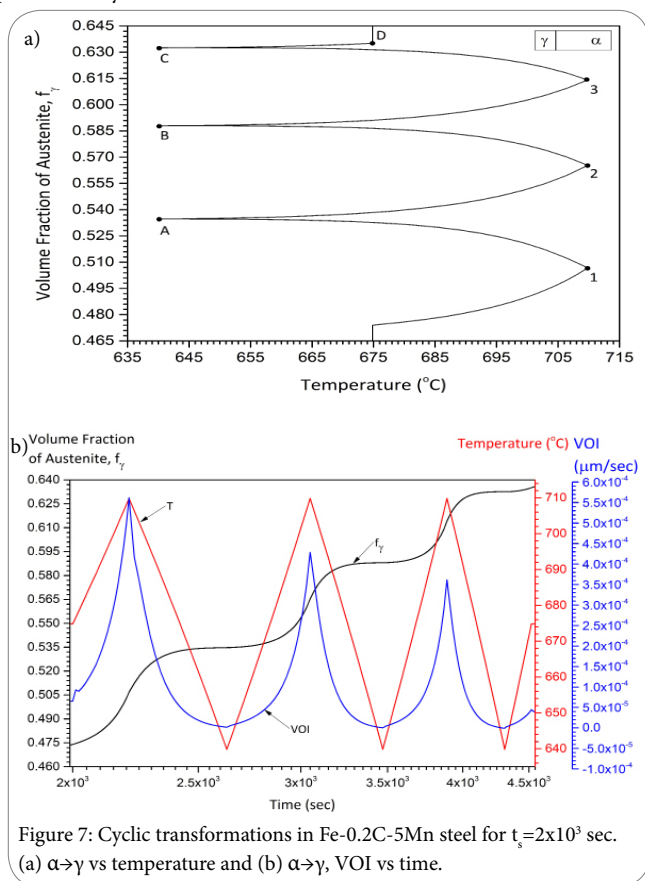 a)
Volume Fraction of Austenite, fγ
0.645
0.630
0.615
0.600
0.585
0.570
0.555
0.540
0.525
0.510
0.495
0.480
0.465
C
D
B
A
3
2
1
γ α
635 645 655 665 675 685 695 705 715
Temperature (°C)
b)
Volume Fraction
of Austenite, fγ
Temperature (°C)
VOI
(µm/sec)
0.640
0.625
0.610
0.595
0.580
0.565
0.550
0.535
0.520
0.505
0.490
0.475
0.460
T
fγ
VOI
710
700
690
680
670
660
650
640
6.0x10⁻⁴
5.5x10⁻⁴
5.0x10⁻⁴
4.5x10⁻⁴
4.0x10⁻⁴
3.5x10⁻⁴
3.0x10⁻⁴
2.5x10⁻⁴
2.0x10⁻⁴
1.5x10⁻⁴
1.0x10⁻⁴
5.0x10⁻⁵
0.0
-5.0x10⁻⁵
-1.0x10⁻⁴
2x10³ 2.5x10³ 3x10³ 3.5x10³ 4x10³ 4.5x10³
Time (sec)
Figure 7: Cyclic transformations in Fe-0.2C-5Mn steel for tₛ=2x10³ sec.
(a) α→γ vs temperature and (b) α→γ, VOI vs time.